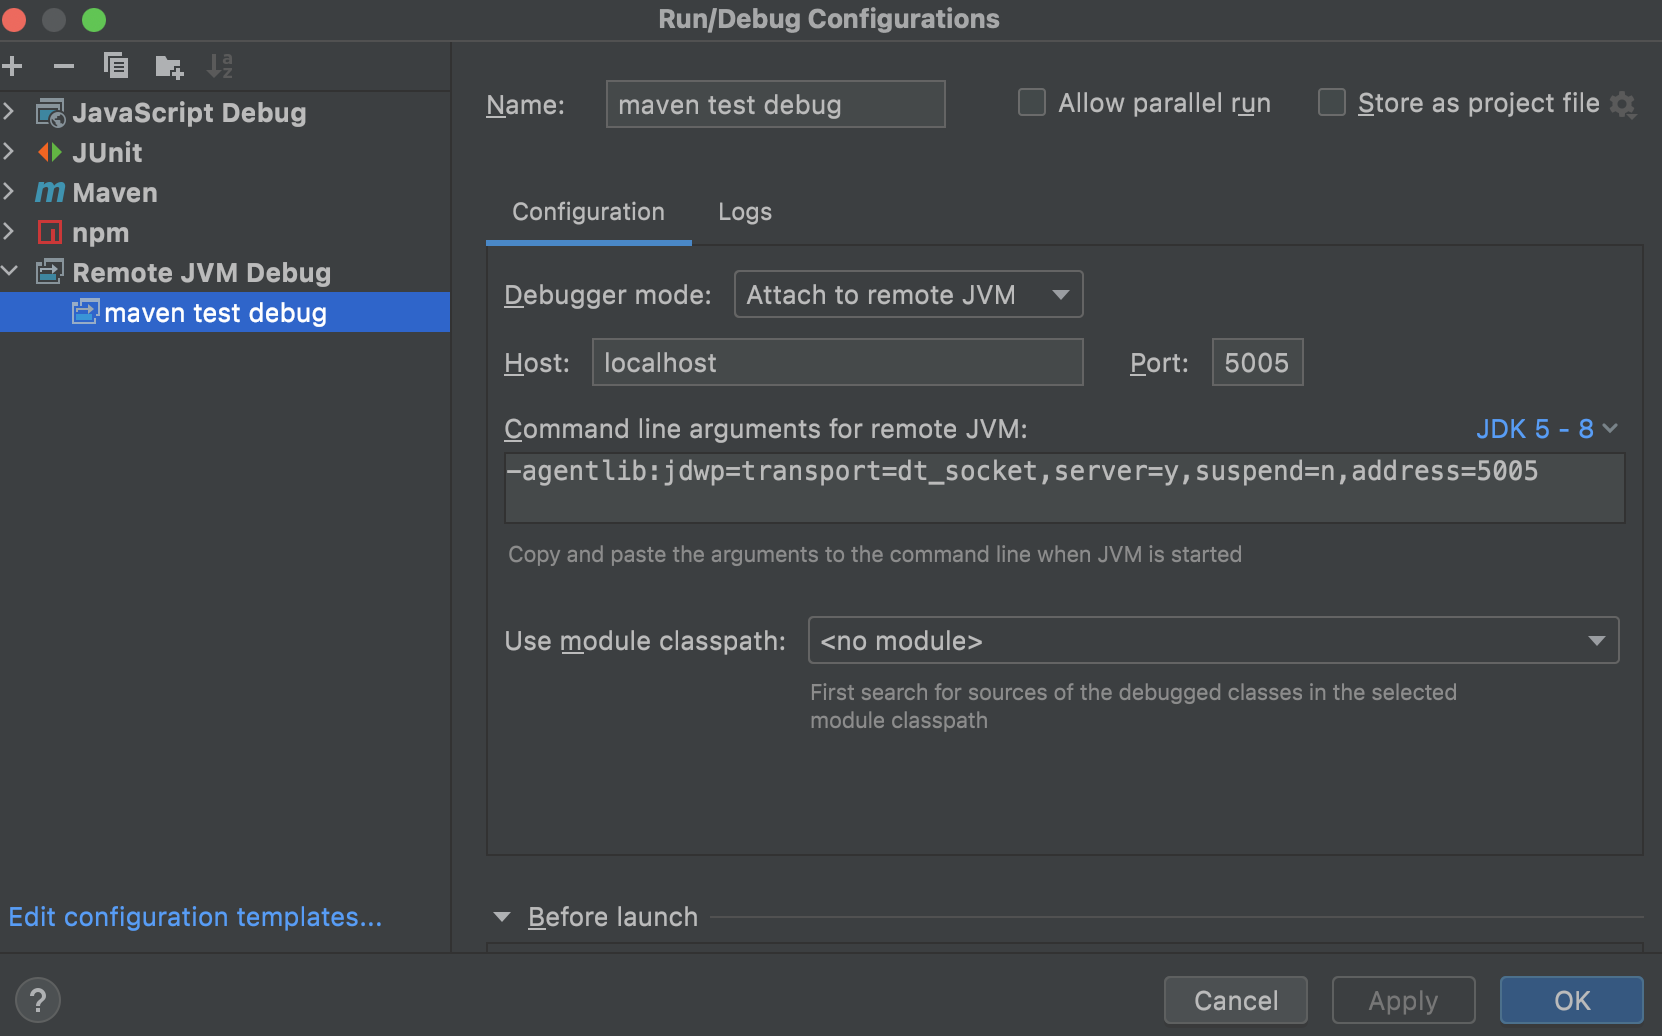 Run/Debug Configurations
JavaScript Debug
JUnit
Maven
npm
Remote JVM Debug
maven test debug
Edit configuration templates...
Name: maven test debug Allow parallel run Store as project file
Configuration Logs
Debugger mode: Attach to remote JVM
Host: localhost Port: 5005
Command line arguments for remote JVM: JDK 5 - 8
-agentlib:jdwp=transport=dt_socket,server=y,suspend=n,address=5005
Copy and paste the arguments to the command line when JVM is started
Use module classpath: <no module>
First search for sources of the debugged classes in the selected
module classpath
Before launch
? Cancel Apply OK